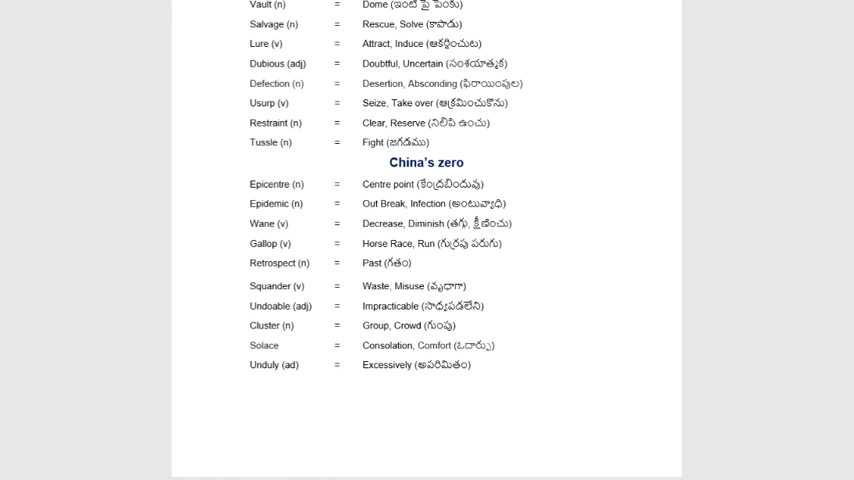 Vault (n) = Dome (ఇంటి పై పెంకు)
Salvage (n) = Rescue, Solve (కాపాడు)
Lure (v) = Attract, Induce (ఆకర్షించుట)
Dubious (adj) = Doubtful, Uncertain (సంశయాత్మక)
Defection (n) = Desertion, Absconding (ఫిరాయింపుల)
Usurp (v) = Seize, Take over (ఆక్రమించుకొను)
Restraint (n) = Clear, Reserve (నిలిపి ఉంచు)
Tussle (n) = Fight (జగడము)
China's zero
Epicentre (n) = Centre point (కేంద్రబిందువు)
Epidemic (n) = Out Break, Infection (అంటువ్యాధి)
Wane (v) = Decrease, Diminish (తగ్గు, క్షీణించు)
Gallop (v) = Horse Race, Run (గుర్రపు పరుగు)
Retrospect (n) = Past (గతం)
Squander (v) = Waste, Misuse (వృధాగా)
Undoable (adj) = Impracticable (సాధ్యపడలేని)
Cluster (n) = Group, Crowd (గుంపు)
Solace = Consolation, Comfort (ఓదార్పు)
Unduly (ad) = Excessively (అపరిమితం)